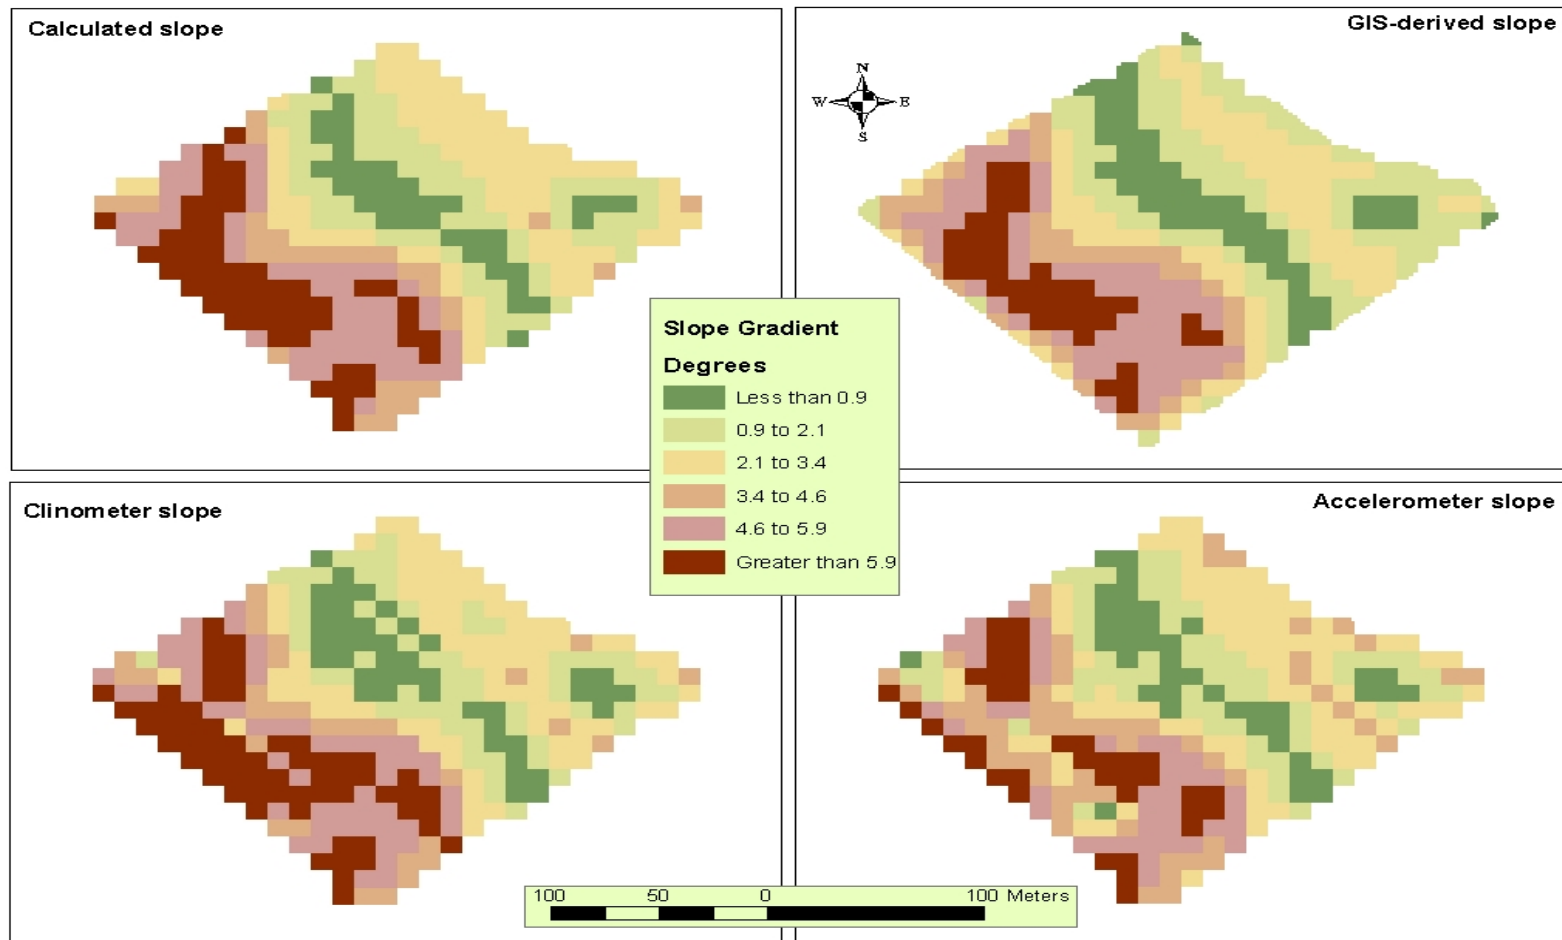 Calculated slope
GIS-derived slope
N
W E
S
Slope Gradient
Degrees
Less than 0.9
0.9 to 2.1
2.1 to 3.4
3.4 to 4.6
4.6 to 5.9
Greater than 5.9
Clinometer slope
Accelerometer slope
100 50 0 100 Meters